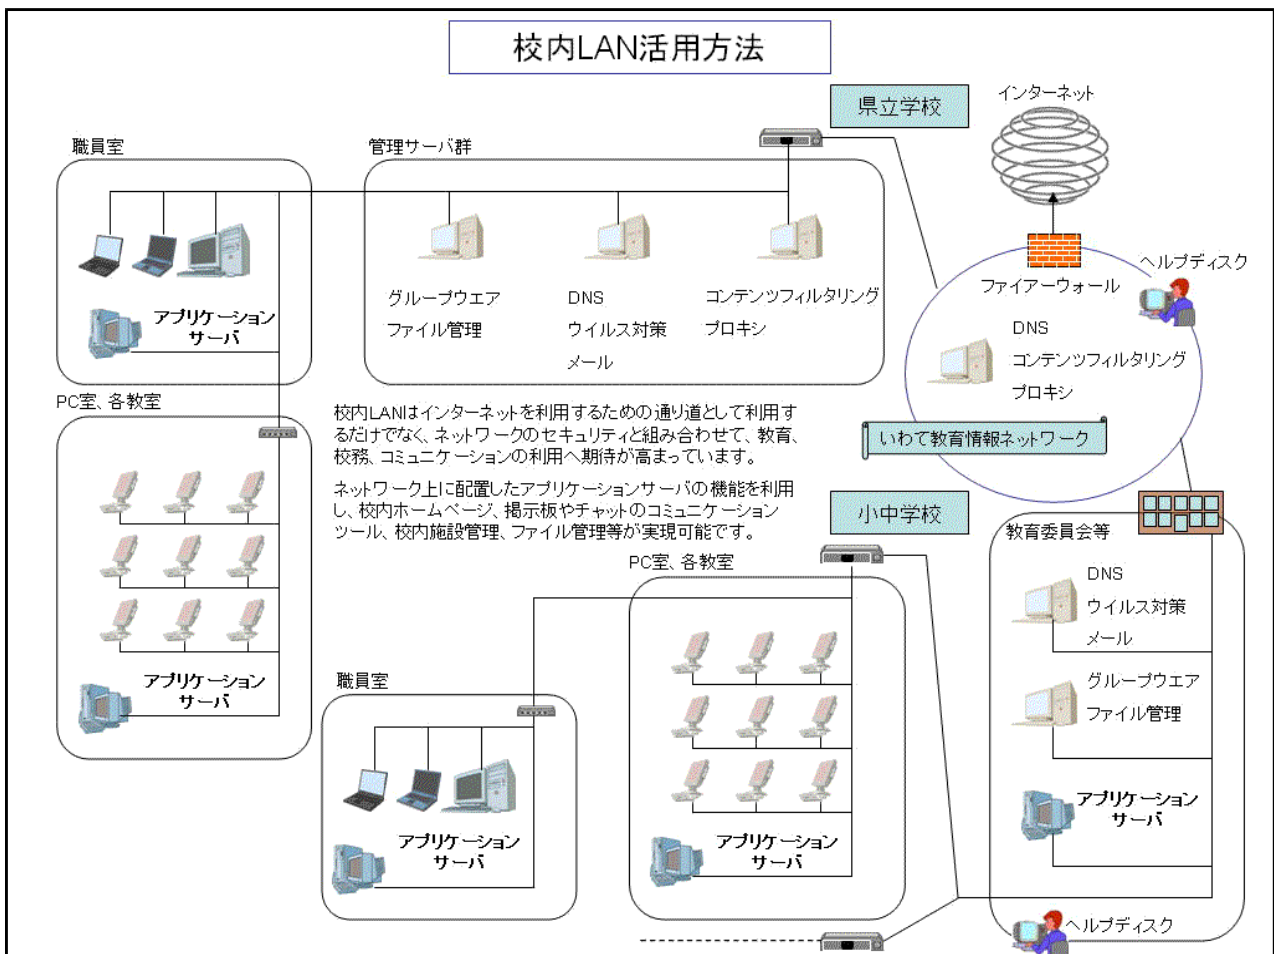 校内LAN活用方法
県立学校
インターネット
職員室
管理サーバ群
グループウエア
ファイル管理
DNS
ウイルス対策
メール
コンテンツフィルタリング
プロキシ
アプリケーション
サーバ
ファイアーウォール
ヘルプディスク
DNS
コンテンツフィルタリング
プロキシ
いわて教育情報ネットワーク
PC室、各教室
アプリケーション
サーバ
校内LANはインターネットを利用するための通り道として利用す
るだけでなく、ネットワークのセキュリティと組み合わせて、教育、
校務、コミュニケーションの利用へ期待が高まっています。
ネットワーク上に配置したアプリケーションサーバの機能を利用
し、校内ホームページ、掲示板やチャットのコミュニケーション
ツール、校内施設管理、ファイル管理等が実現可能です。
小中学校
PC室、各教室
アプリケーション
サーバ
職員室
アプリケーション
サーバ
教育委員会等
DNS
ウイルス対策
メール
グループウエア
ファイル管理
アプリケーション
サーバ
ヘルプディスク